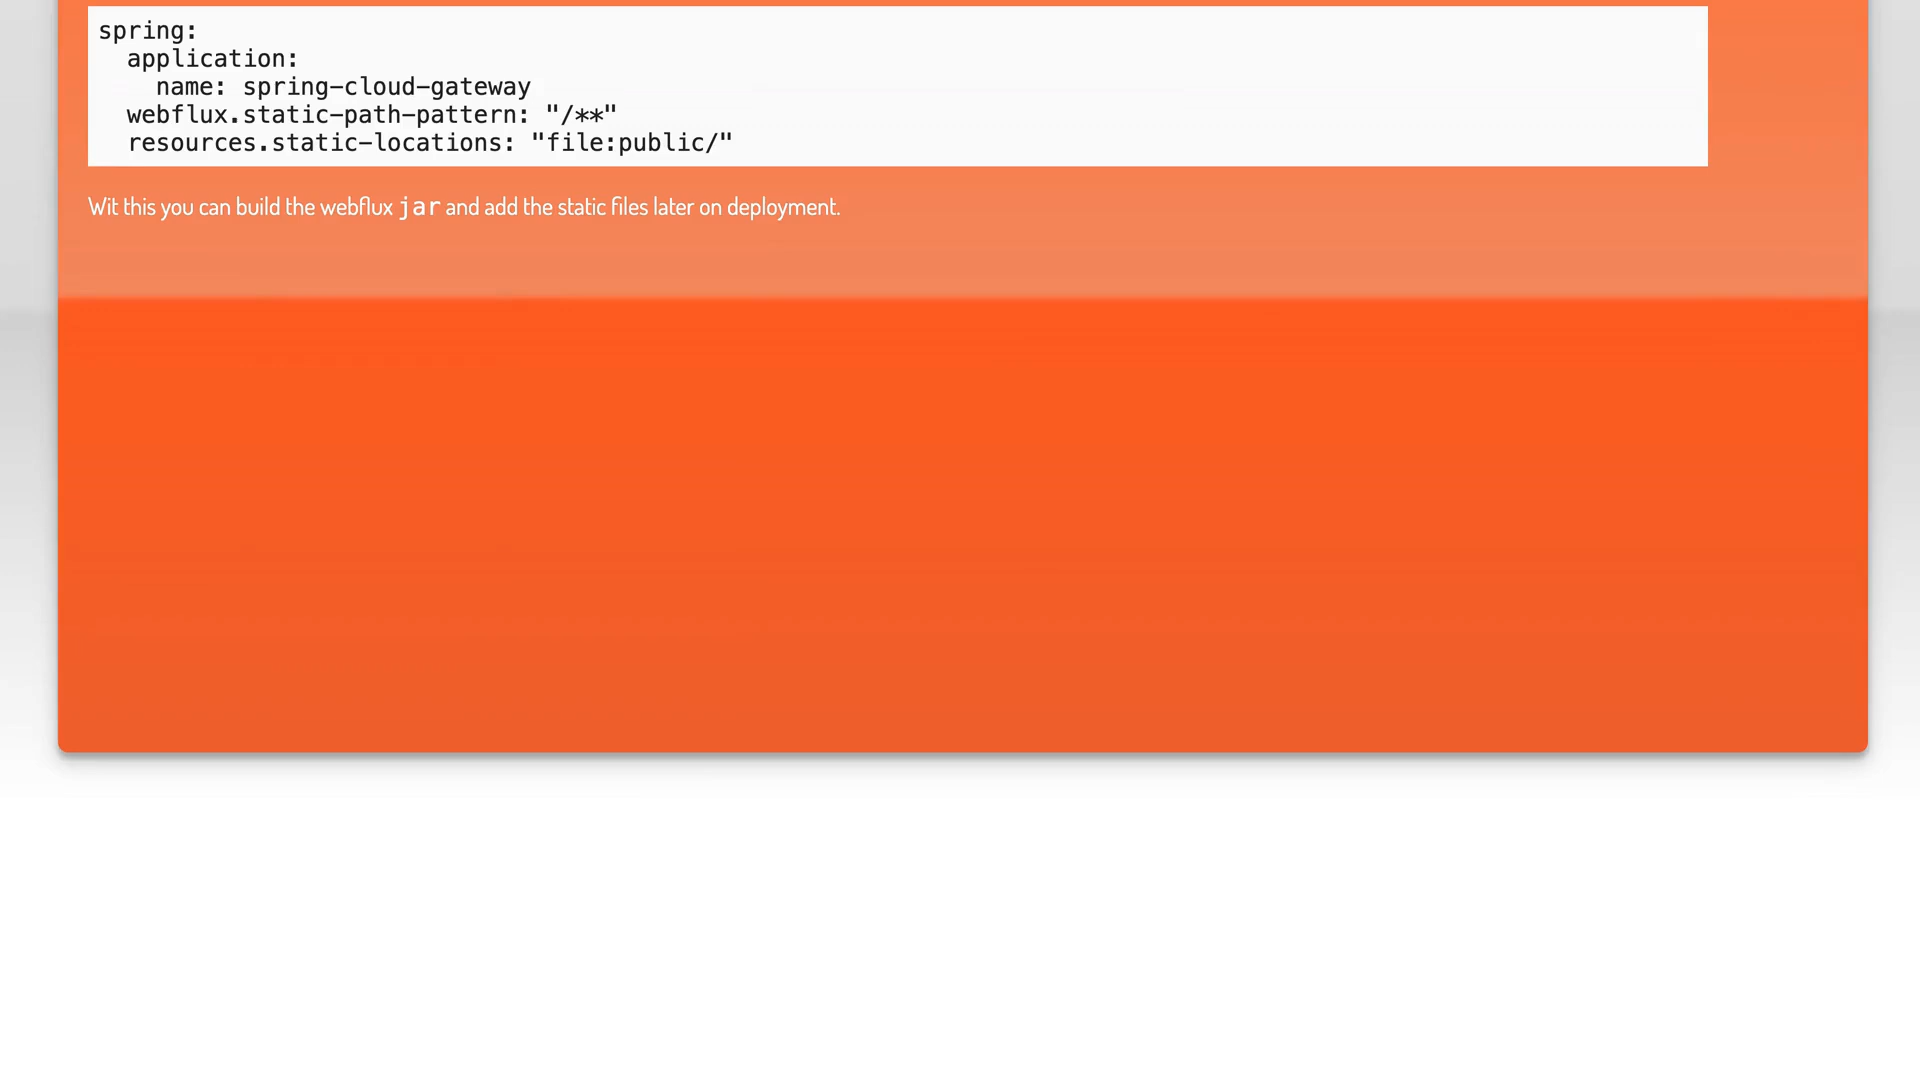 spring:
  application:
    name: spring-cloud-gateway
  webflux.static-path-pattern: "/**"
  resources.static-locations: "file:public/"
Wit this you can build the webflux jar and add the static files later on deployment.